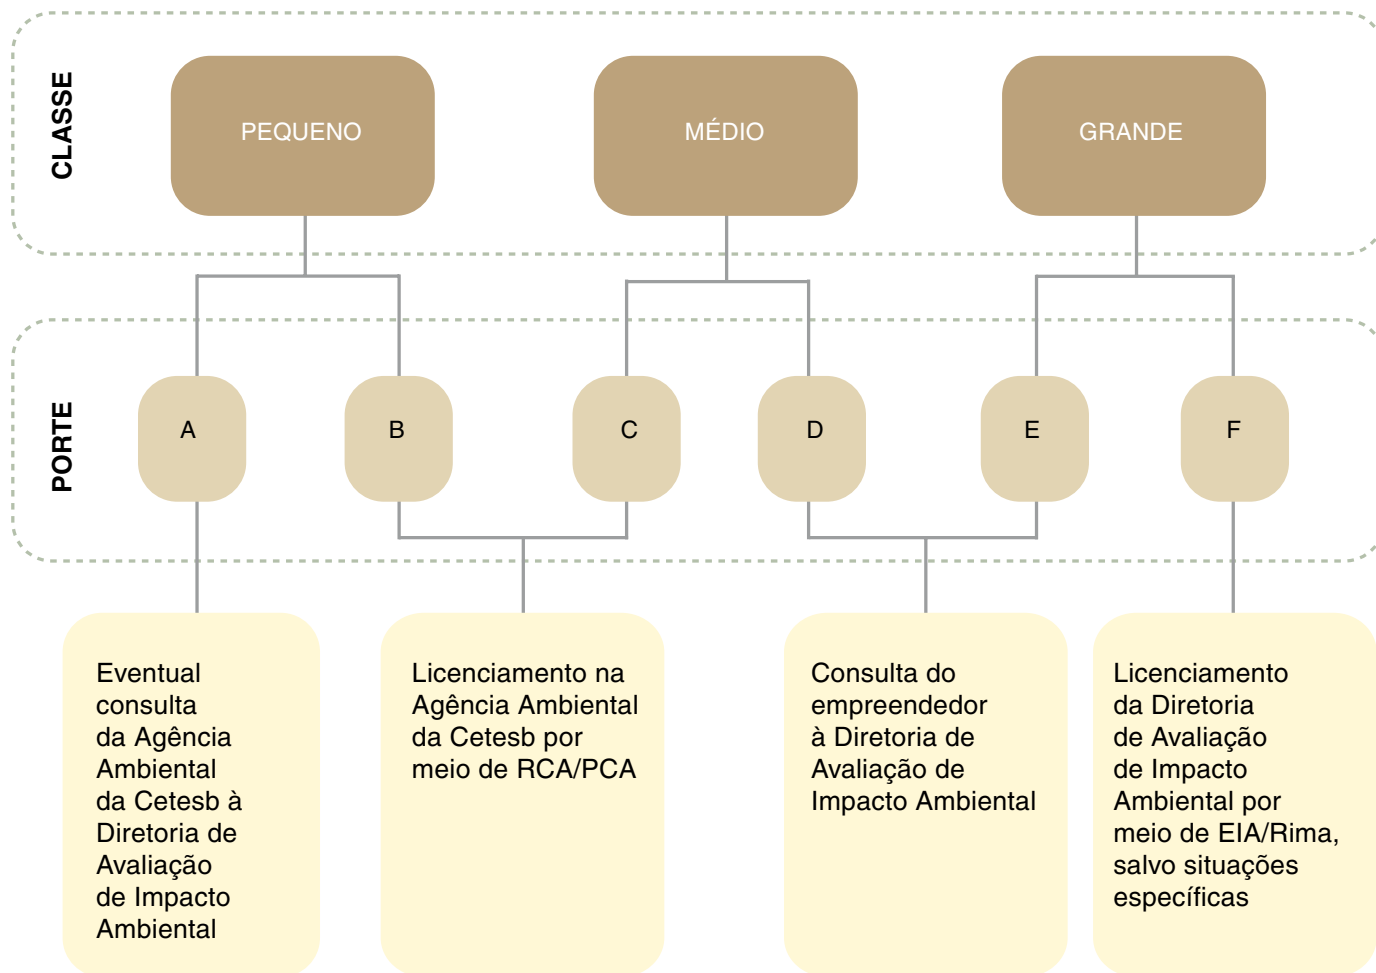 CLASSE
PEQUENO
MÉDIO
GRANDE
PORTE
A
B
C
D
E
F
Eventual
consulta
da Agência
Ambiental
da Cetesb à
Diretoria de
Avaliação
de Impacto
Ambiental
Licenciamento na
Agência Ambiental
da Cetesb por
meio de RCA/PCA
Consulta do
empreendedor
à Diretoria de
Avaliação de
Impacto Ambiental
Licenciamento
da Diretoria
de Avaliação
de Impacto
Ambiental por
meio de EIA/Rima,
salvo situações
específicas